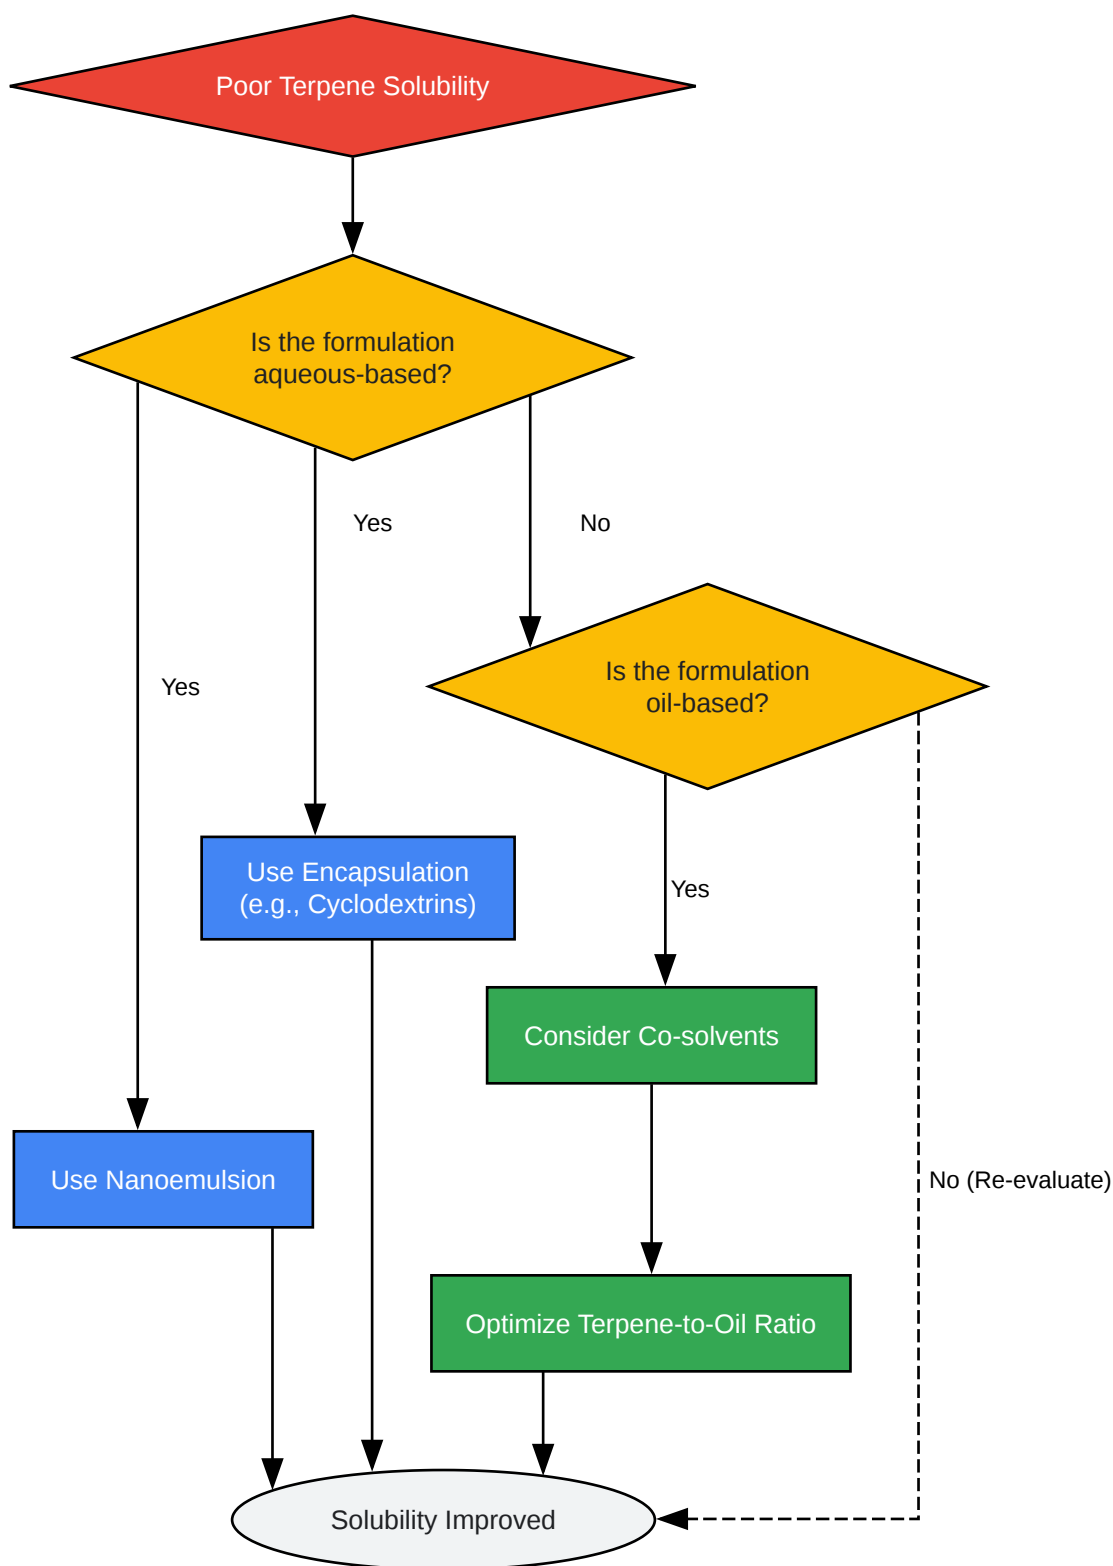 Poor Terpene Solubility
Is the formulation
aqueous-based?
Yes
No
Is the formulation
oil-based?
Yes
Use Encapsulation
(e.g., Cyclodextrins)
Yes
Consider Co-solvents
Use Nanoemulsion
No (Re-evaluate)
Optimize Terpene-to-Oil Ratio
Solubility Improved